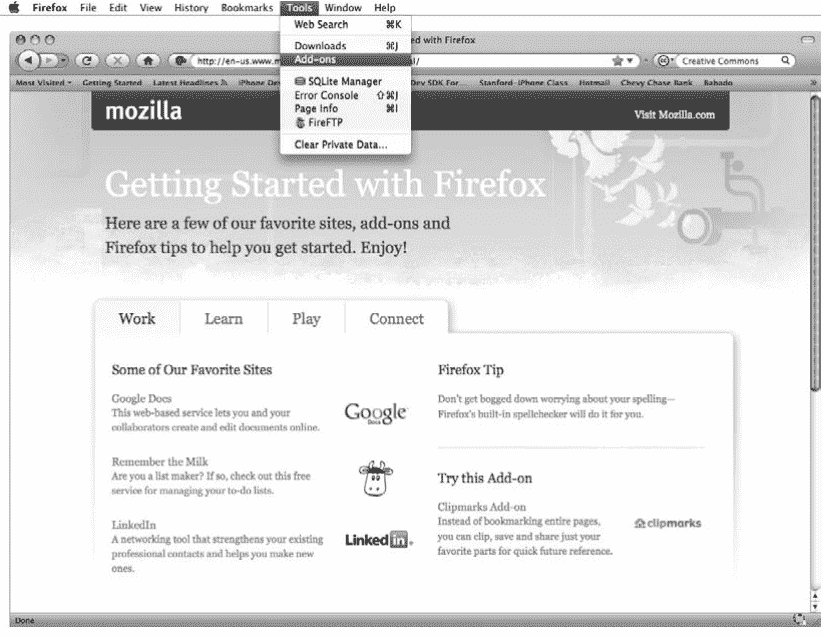 Firefox File Edit View History Bookmarks Tools Window Help
Web Search ⌘K
Downloads ⌘J
Add-ons
SQLite Manager
Error Console ⇧⌘J
Page Info ⌘I
FireFTP
Clear Private Data...
ed with Firefox
http://en-us.www.m
Creative Commons
Most Visited Getting Started Latest Headlines iPhone Dev
Dev SDK For... Stanford-iPhone Class Hotmail Chevy Chase Bank Babado
mozilla
Visit Mozilla.com
Getting Started with Firefox
Here are a few of our favorite sites, add-ons and
Firefox tips to help you get started. Enjoy!
Work Learn Play Connect
Some of Our Favorite Sites
Google Docs
This web-based service lets you and your
collaborators create and edit documents online.
Google
Docs
Remember the Milk
Are you a list maker? If so, check out this free
service for managing your to-do lists.
LinkedIn
A networking tool that strengthens your existing
professional contacts and helps you make new
ones.
Linked in
Firefox Tip
Don't get bogged down worrying about your spelling—
Firefox's built-in spellchecker will do it for you.
Try this Add-on
Clipmarks Add-on
Instead of bookmarking entire pages,
you can clip, save and share just your
favorite parts for quick future reference.
clipmarks
Done